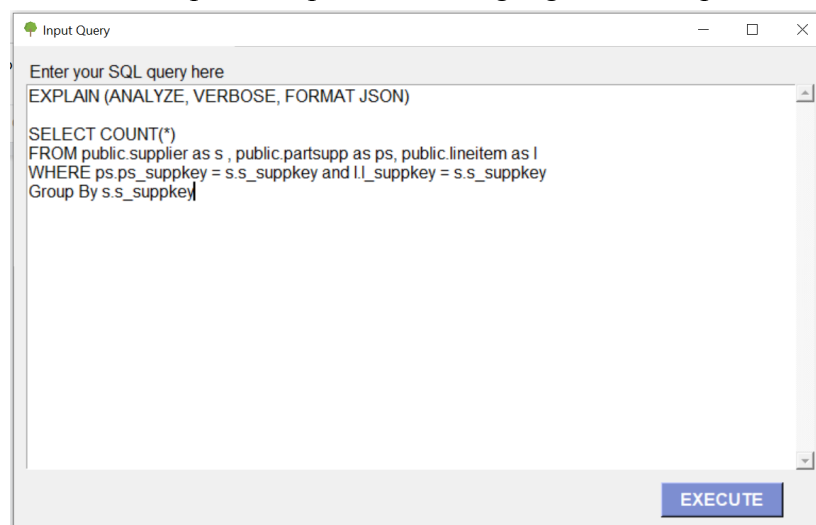 Input Query
Enter your SQL query here
EXPLAIN (ANALYZE, VERBOSE, FORMAT JSON)
SELECT COUNT(*)
FROM public.supplier as s , public.partsupp as ps, public.lineitem as l
WHERE ps.ps_suppkey = s.s_suppkey and l.l_suppkey = s.s_suppkey
Group By s.s_suppkey
EXECUTE